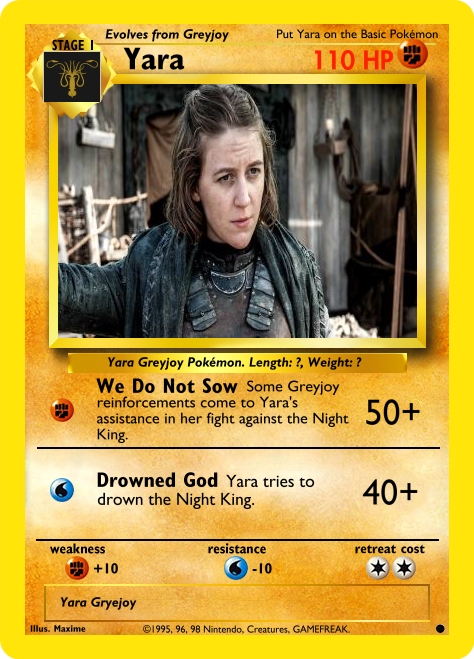 Evolves from Greyjoy
Put Yara on the Basic Pokémon
STAGE 1
Yara
110 HP
Yara Greyjoy Pokémon. Length: ?, Weight: ?
We Do Not Sow Some Greyjoy
reinforcements come to Yara's
assistance in her fight against the Night
King.
50+
Drowned God Yara tries to
drown the Night King.
40+
weakness
resistance
retreat cost
+10
-10
Yara Gryejoy
Illus. Maxime
©1995, 96, 98 Nintendo, Creatures, GAMEFREAK.